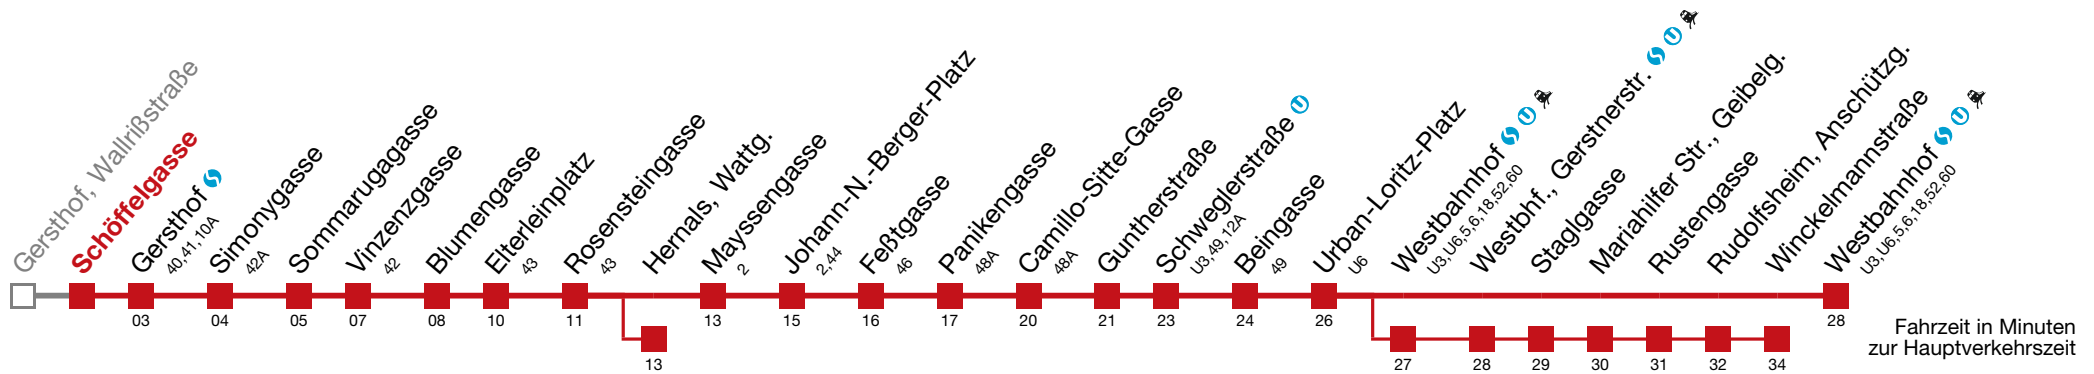 Gersthof, Wallrißstraße
Schöffelgasse
Gersthof
40,41,10A
Simonygasse
42A
Sommarugagasse
Vinzenzgasse
42
Blumengasse
Elterleinplatz
43
Rosensteingasse
43
Hernals, Wattg.
Mayssengasse
2
Johann-N.-Berger-Platz
2,44
Feßtgasse
46
Panikengasse
48A
Camillo-Sitte-Gasse
48A
Guntherstraße
Schweglerstraße U
U3,49,12A
Beingasse
49
Urban-Loritz-Platz
U6
Westbahnhof U
U3,U6,5,6,18,52,60
Westbhf., Gerstnerstr. U
Staglgasse
Mariahilfer Str., Geibelg.
Rustengasse
Rudolfsheim, Anschützg.
Winckelmannstraße
Westbahnhof U
U3,U6,5,6,18,52,60
03 04 05 07 08 10 11 13 15 16 17 20 21 23 24 26 28
13 27 28 29 30 31 32 34
Fahrzeit in Minuten
zur Hauptverkehrszeit